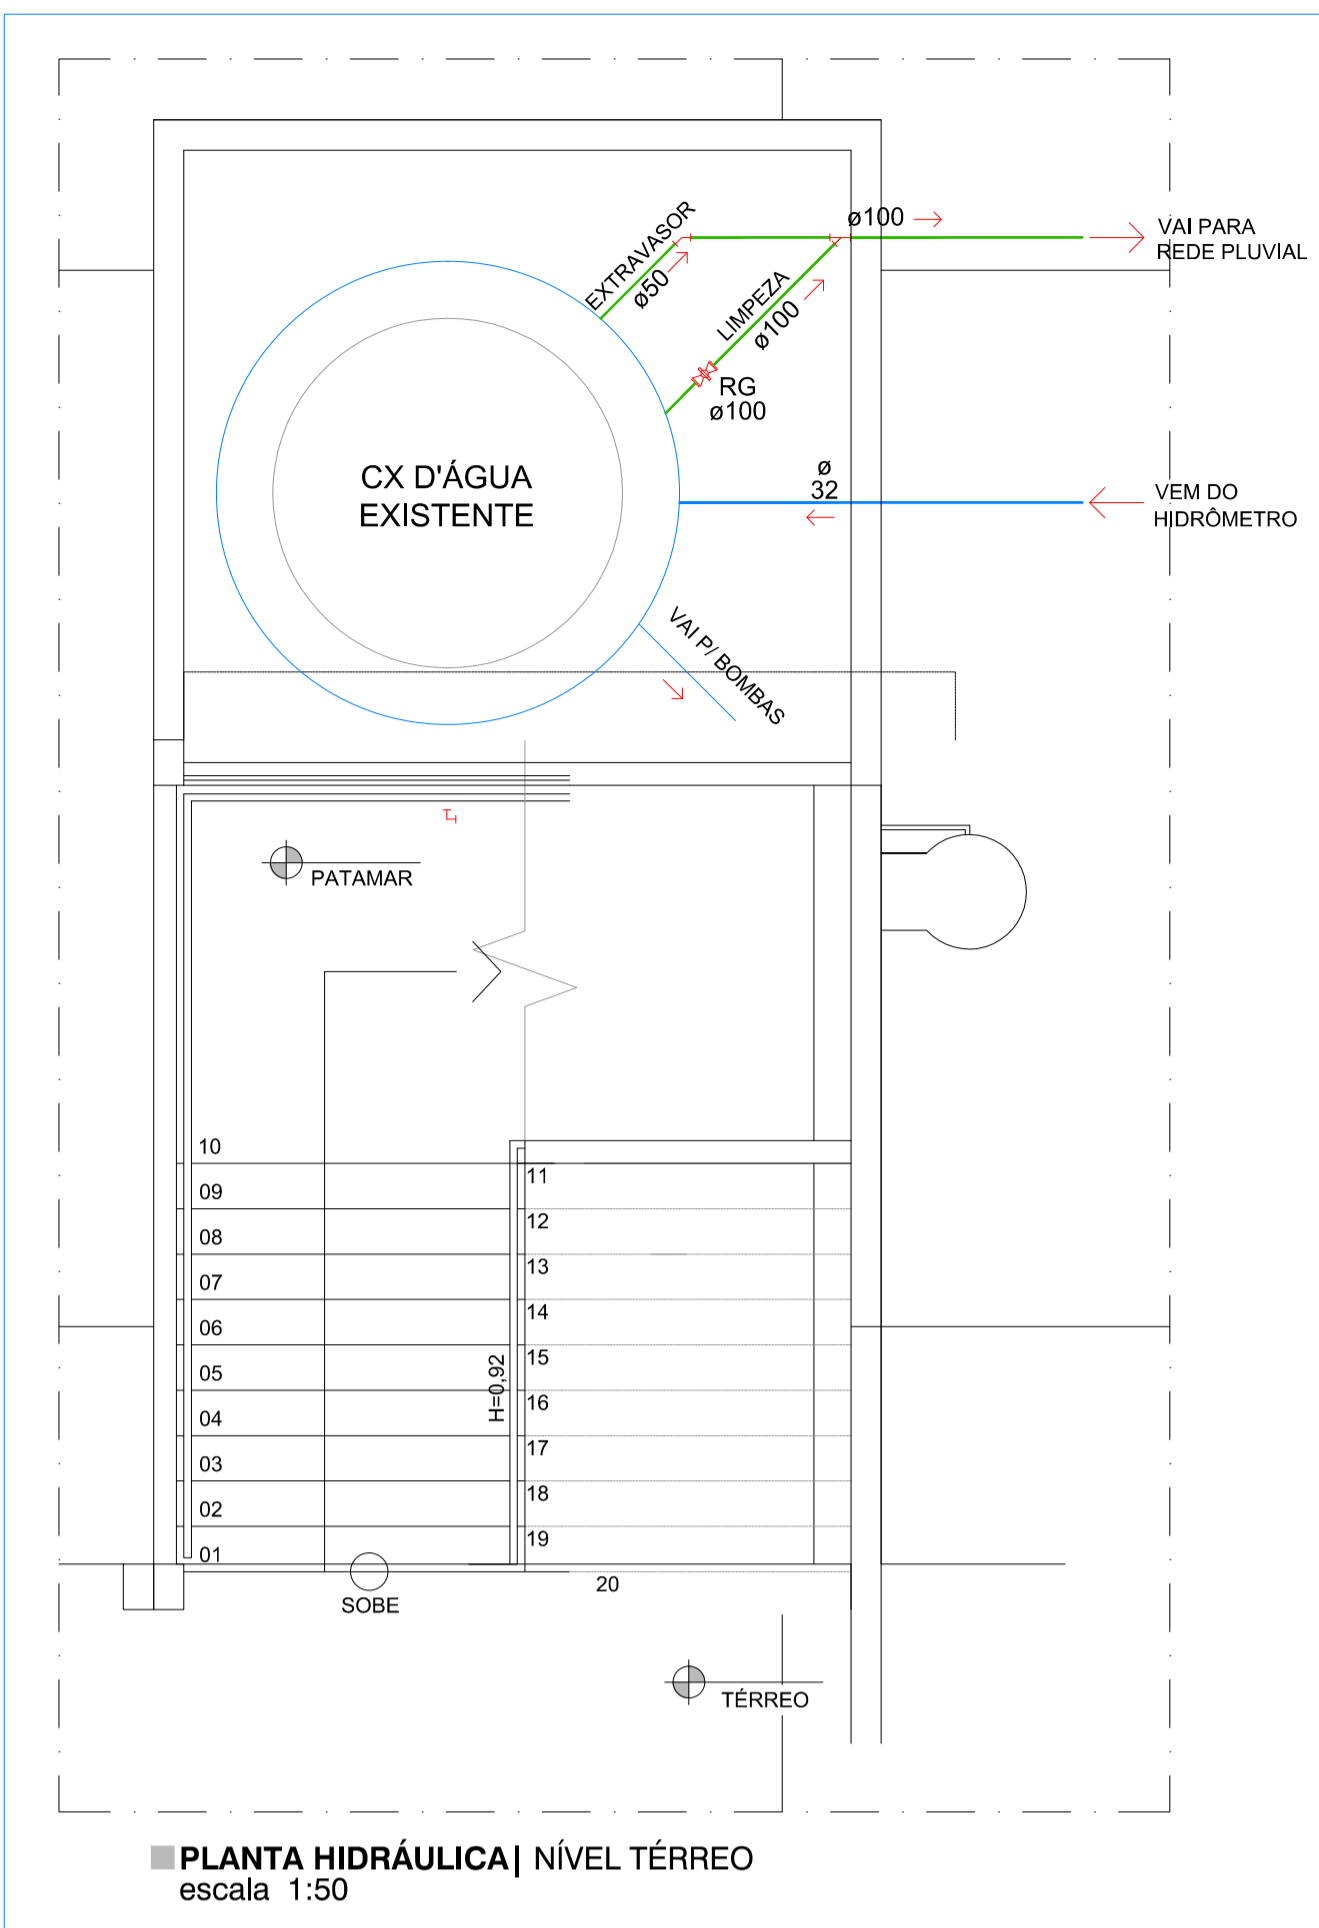 ø100
VAI PARA
REDE PLUVIAL
EXTRAVASOR
ø50
LIMPEZA
ø100
RG
ø100
CX D'ÁGUA
EXISTENTE
ø
32
VEM DO
HIDRÔMETRO
VAI P/ BOMBAS
PATAMAR
10
11
09
12
08
13
07
14
06
15
05
H=0,92
16
04
17
03
18
02
19
01
20
SOBE
TÉRREO
PLANTA HIDRÁULICA| NÍVEL TÉRREO
escala 1:50